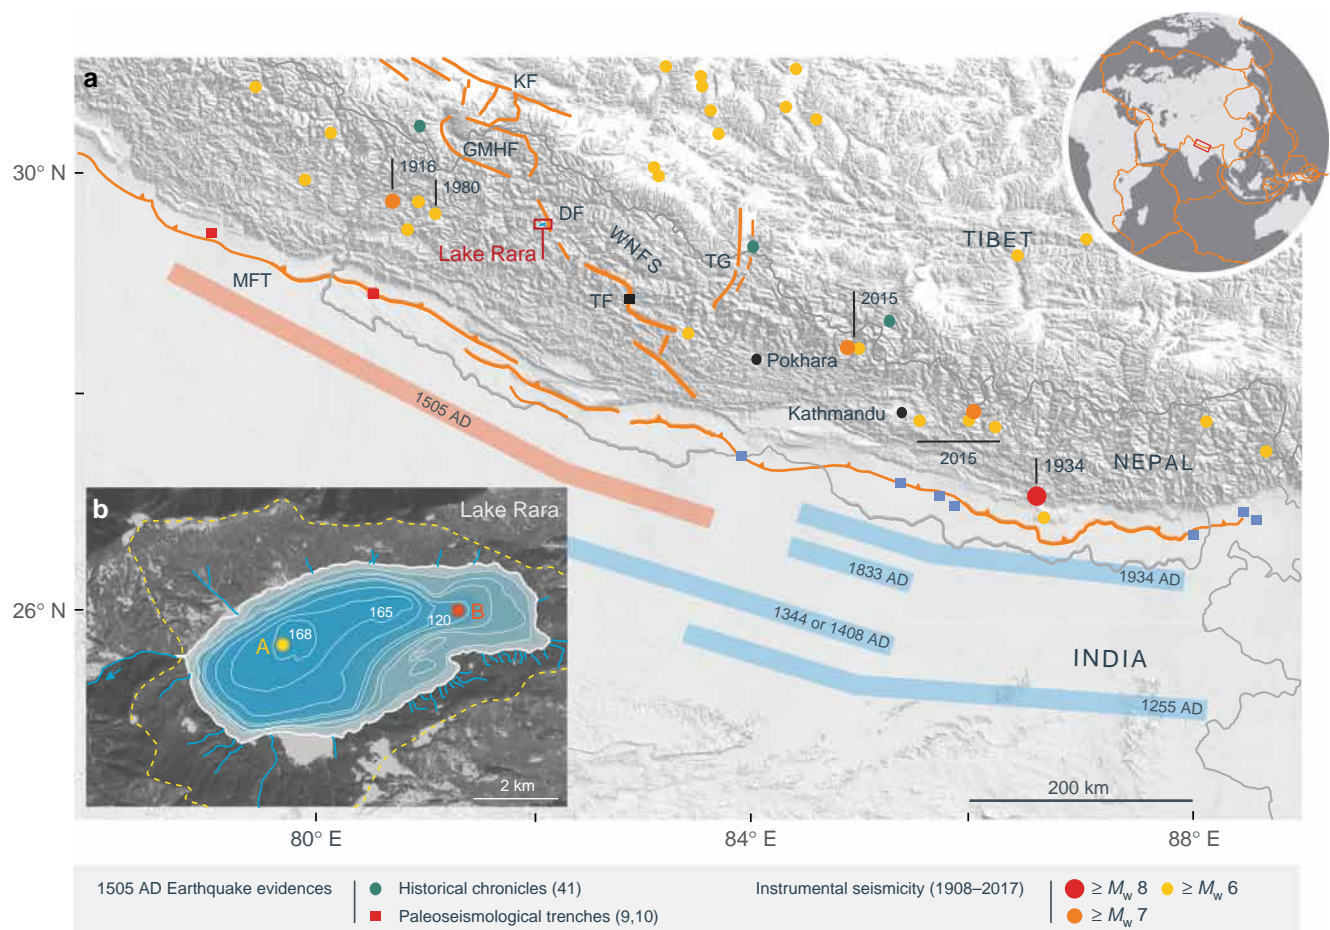 a
KF
GMHF
1916
1980
30° N
DF
Lake Rara
WNFS
TG
TIBET
MFT
TF
2015
Pokhara
1505 AD
Kathmandu
2015
1934
NEPAL
b
Lake Rara
1934 AD
1833 AD
1344 or 1408 AD
26° N
165
120
B
168
A
INDIA
1255 AD
2 km
200 km
80° E
84° E
88° E
1505 AD Earthquake evidences
Historical chronicles (41)
Paleoseismological trenches (9,10)
Instrumental seismicity (1908–2017)
≥ Mw 8
≥ Mw 6
≥ Mw 7